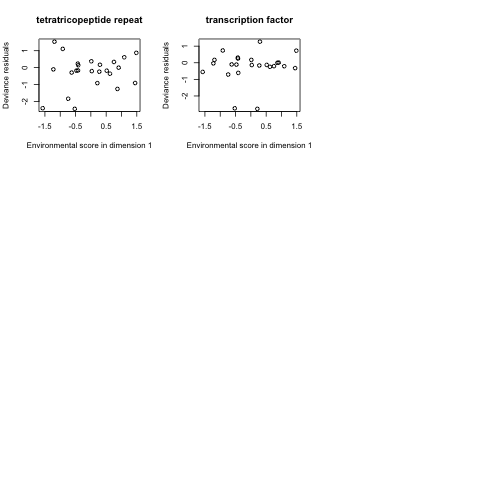 tetratricopeptide repeat
Deviance residuals
1
0
-1
-2
-1.5 -0.5 0.5 1.5
Environmental score in dimension 1
transcription factor
Deviance residuals
1
0
-1
-2
-1.5 -0.5 0.5 1.5
Environmental score in dimension 1